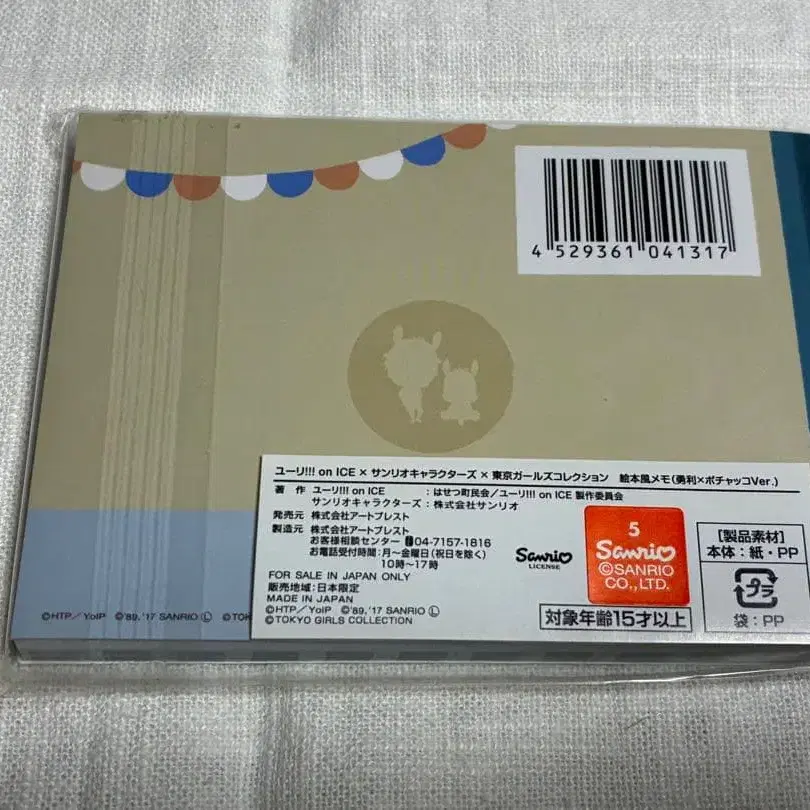 4 529361 041317
ユーリ!!! on ICE × サンリオキャラクターズ × 東京ガールズコレクション 絵本風メモ(勇利×ポチャッコVer.)
著 作 ユーリ!!! on ICE :はせつ町民会/ユーリ!!! on ICE 製作委員会
サンリオキャラクターズ:株式会社サンリオ
発売元 株式会社アートプレスト
製造元 株式会社アートプレスト
お客様相談センター 04-7157-1816
お電話受付時間:月~金曜日(祝日を除く)
10時~17時
FOR SALE IN JAPAN ONLY
販売地域:日本限定
MADE IN JAPAN
©HTP/YoIP ©'89,'17 SANRIO Ⓛ
©TOKYO GIRLS COLLECTION
Sanrio
LICENSE
5
Sanrio
©SANRIO
CO.,LTD.
対象年齢15才以上
[製品素材]
本体:紙・PP
プラ
袋:PP
©HTP/YoIP ©'89,'17 SANRIO Ⓛ ©TOK